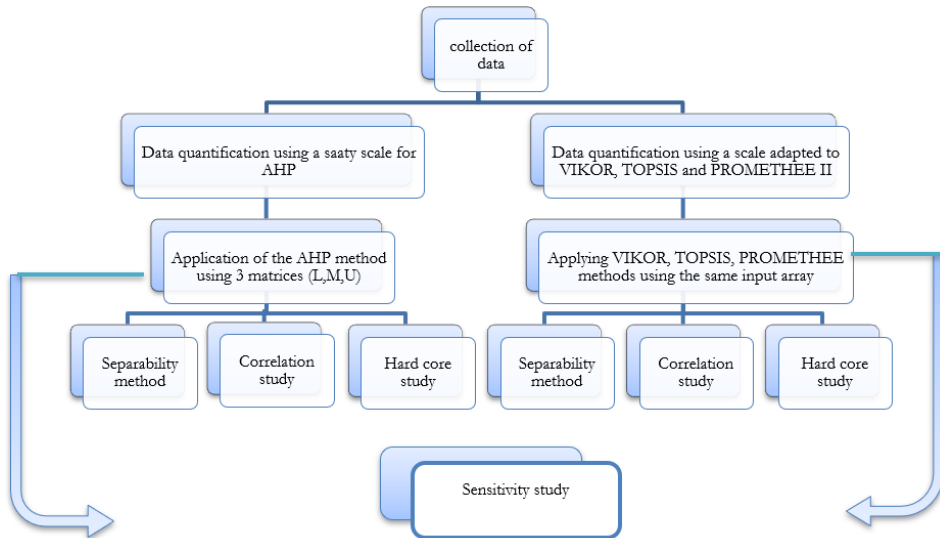 collection of
data
Data quantification using a saaty scale for
AHP
Data quantification using a scale adapted to
VIKOR, TOPSIS and PROMETHEE II
Application of the AHP method
using 3 matrices (L,M,U)
Applying VIKOR, TOPSIS, PROMETHEE
methods using the same input array
Separability
method
Correlation
study
Hard core
study
Separability
method
Correlation
study
Hard core
study
Sensitivity study